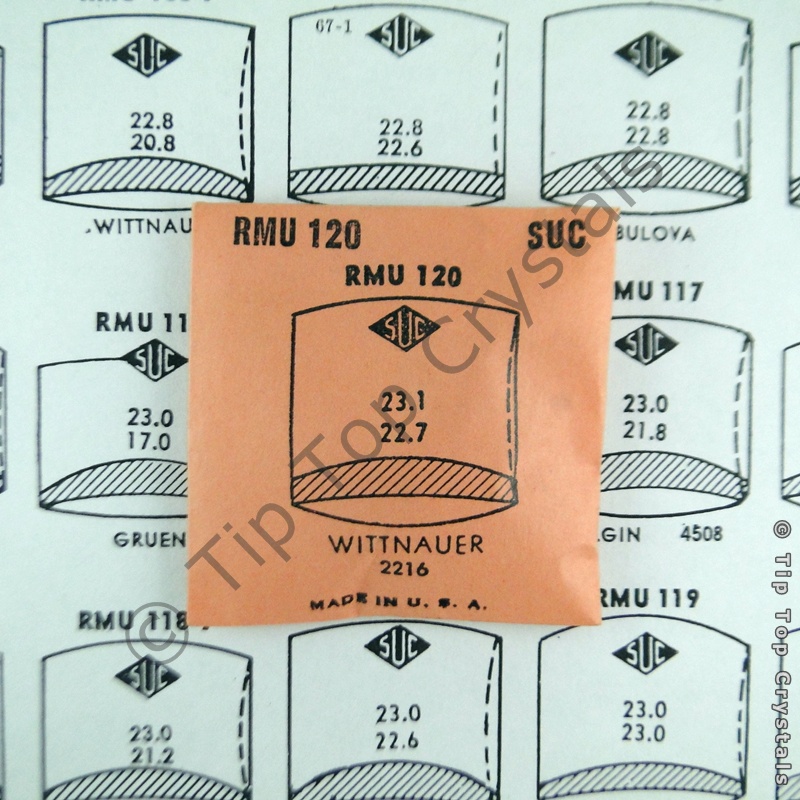 SUC
22.8
20.8
WITTNAU
67-1
SUC
22.8
22.6
SUC
22.8
22.8
BULOVA
RMU 120 SUC
RMU 120
SUC
23.1
22.7
WITTNAUER
2216
MADE IN U. S. A.
RMU 11
SUC
23.0
17.0
GRUEN
MU 117
SUC
23.0
21.8
GIN 4508
RMU 118
SUC
23.0
21.2
SUC
23.0
22.6
RMU 119
SUC
23.0
23.0
© Tip Top Crystals
© Tip Top Crystals